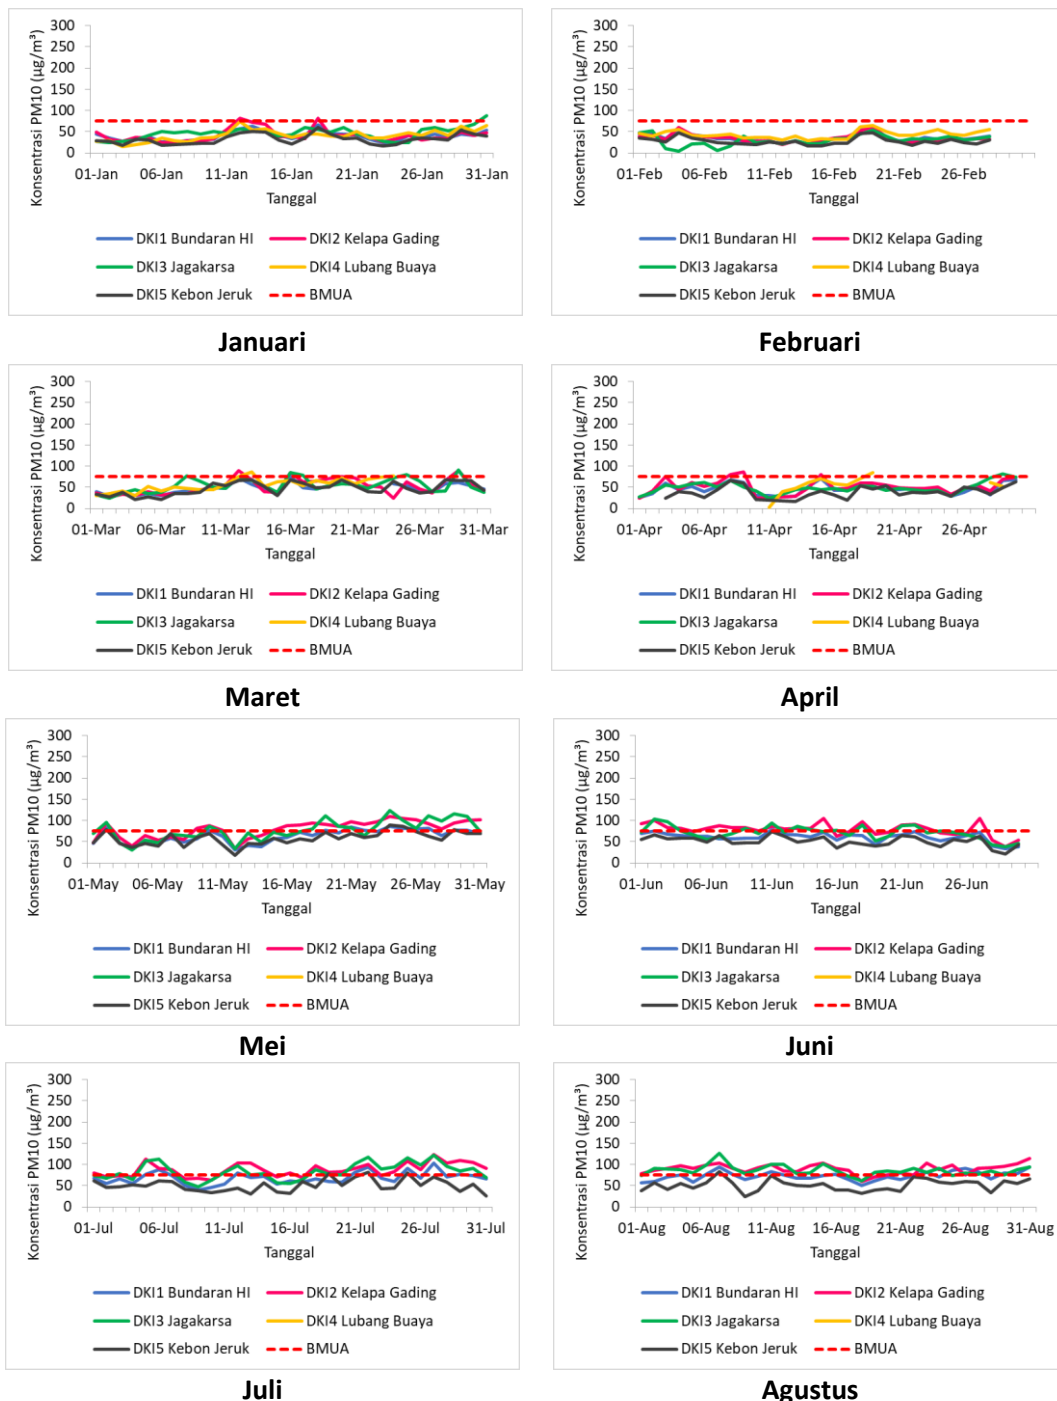 Konsentrasi PM10 (µg/m³)
300
250
200
150
100
50
0
01-Jan 06-Jan 11-Jan 16-Jan 21-Jan 26-Jan 31-Jan
Tanggal
DKI1 Bundaran HI DKI2 Kelapa Gading
DKI3 Jagakarsa DKI4 Lubang Buaya
DKI5 Kebon Jeruk BMUA
Januari
Konsentrasi PM10 (µg/m³)
300
250
200
150
100
50
0
01-Feb 06-Feb 11-Feb 16-Feb 21-Feb 26-Feb
Tanggal
DKI1 Bundaran HI DKI2 Kelapa Gading
DKI3 Jagakarsa DKI4 Lubang Buaya
DKI5 Kebon Jeruk BMUA
Februari
Konsentrasi PM10 (µg/m³)
300
250
200
150
100
50
0
01-Mar 06-Mar 11-Mar 16-Mar 21-Mar 26-Mar 31-Mar
Tanggal
DKI1 Bundaran HI DKI2 Kelapa Gading
DKI3 Jagakarsa DKI4 Lubang Buaya
DKI5 Kebon Jeruk BMUA
Maret
Konsentrasi PM10 (µg/m³)
300
250
200
150
100
50
0
01-Apr 06-Apr 11-Apr 16-Apr 21-Apr 26-Apr
Tanggal
DKI1 Bundaran HI DKI2 Kelapa Gading
DKI3 Jagakarsa DKI4 Lubang Buaya
DKI5 Kebon Jeruk BMUA
April
Konsentrasi PM10 (µg/m³)
300
250
200
150
100
50
0
01-May 06-May 11-May 16-May 21-May 26-May 31-May
Tanggal
DKI1 Bundaran HI DKI2 Kelapa Gading
DKI3 Jagakarsa DKI4 Lubang Buaya
DKI5 Kebon Jeruk BMUA
Mei
Konsentrasi PM10 (µg/m³)
300
250
200
150
100
50
0
01-Jun 06-Jun 11-Jun 16-Jun 21-Jun 26-Jun
Tanggal
DKI1 Bundaran HI DKI2 Kelapa Gading
DKI3 Jagakarsa DKI4 Lubang Buaya
DKI5 Kebon Jeruk BMUA
Juni
Konsentrasi PM10 (µg/m³)
300
250
200
150
100
50
0
01-Jul 06-Jul 11-Jul 16-Jul 21-Jul 26-Jul 31-Jul
Tanggal
DKI1 Bundaran HI DKI2 Kelapa Gading
DKI3 Jagakarsa DKI4 Lubang Buaya
DKI5 Kebon Jeruk BMUA
Juli
Konsentrasi PM10 (µg/m³)
300
250
200
150
100
50
0
01-Aug 06-Aug 11-Aug 16-Aug 21-Aug 26-Aug 31-Aug
Tanggal
DKI1 Bundaran HI DKI2 Kelapa Gading
DKI3 Jagakarsa DKI4 Lubang Buaya
DKI5 Kebon Jeruk BMUA
Agustus